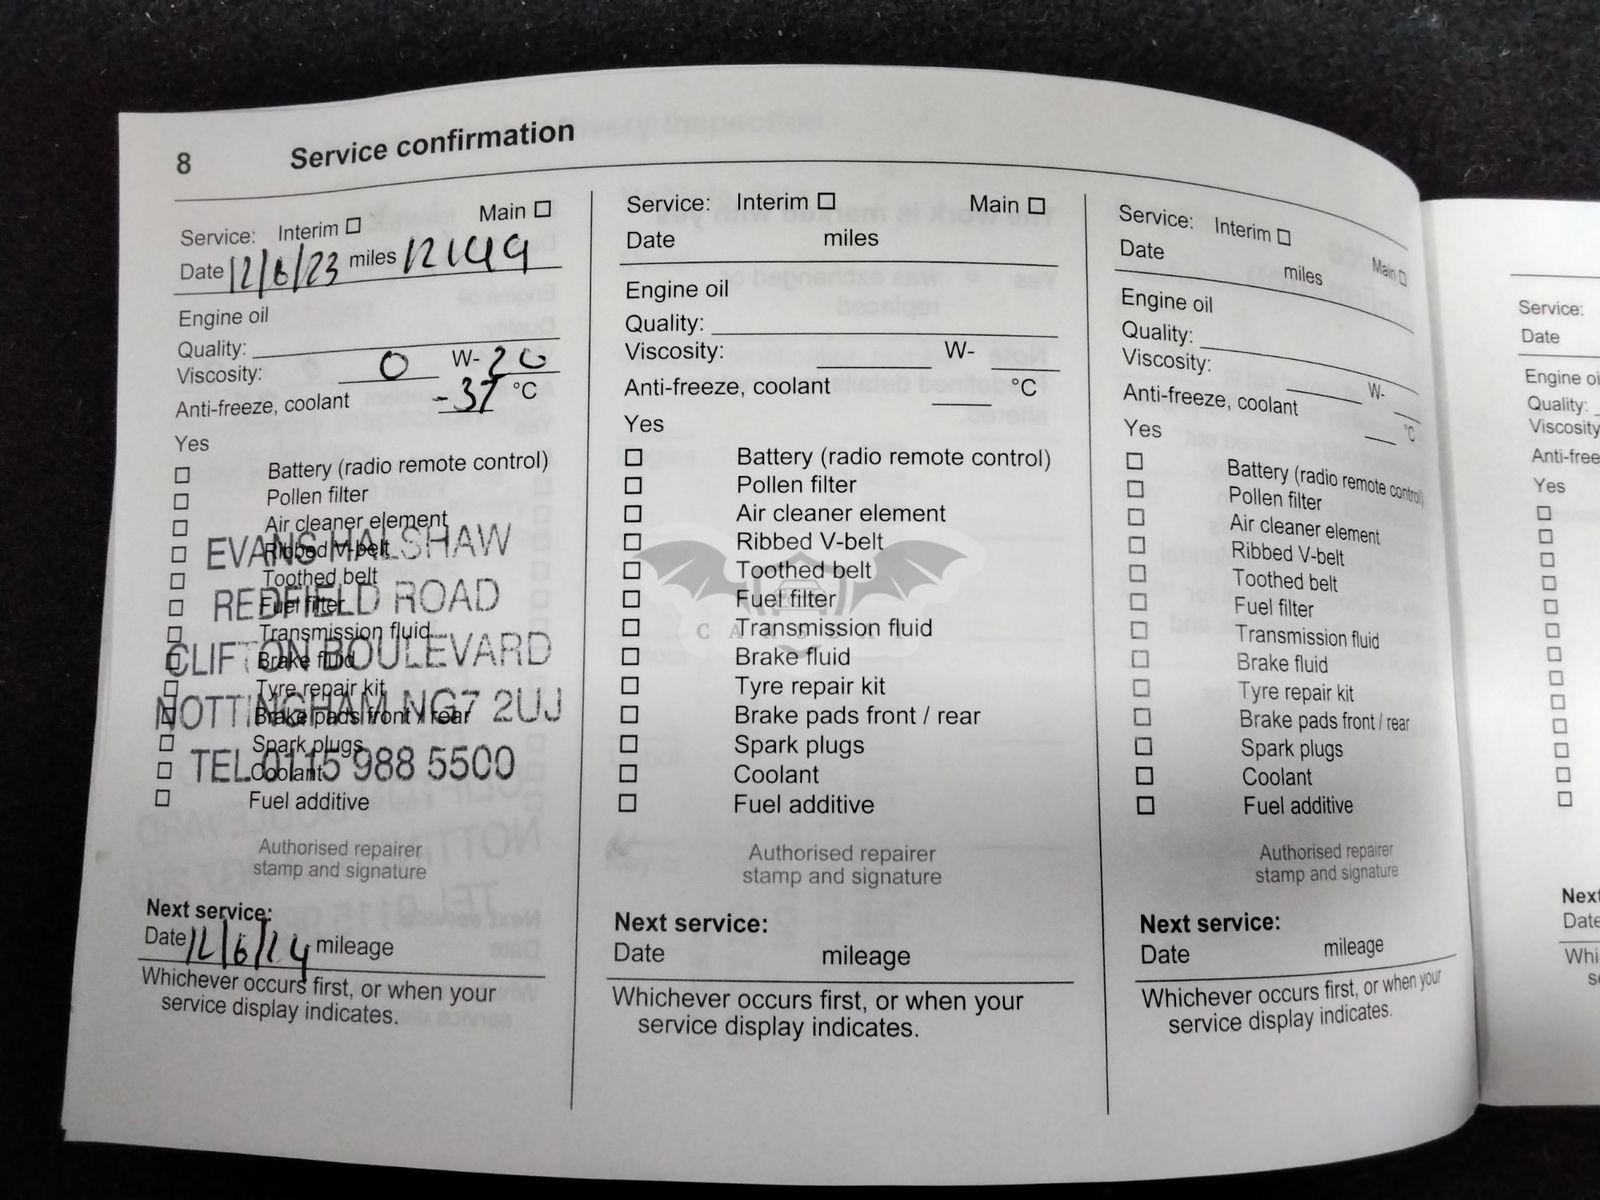 8 Service confirmation
Service: Interim ☐ Main ☐
Date 12/6/23 miles 12149
Engine oil
Quality:
Viscosity: 0 W-20
Anti-freeze, coolant -37 °C
Yes
☐ Battery (radio remote control)
☐ Pollen filter
☐ Air cleaner element
☐ Ribbed V-belt
☐ Toothed belt
☐ Fuel filter
☐ Transmission fluid
☐ Brake fluid
☐ Tyre repair kit
☐ Brake pads front / rear
☐ Spark plugs
☐ Coolant
☐ Fuel additive
EVANS HALSHAW
REDFIELD ROAD
CLIFTON BOULEVARD
NOTTINGHAM NG7 2UJ
TEL 0115 988 5500
Authorised repairer
stamp and signature
Next service:
Date 12/6/24 mileage
Whichever occurs first, or when your
service display indicates.
Service: Interim ☐ Main ☐
Date miles
Engine oil
Quality:
Viscosity: W-
Anti-freeze, coolant °C
Yes
☐ Battery (radio remote control)
☐ Pollen filter
☐ Air cleaner element
☐ Ribbed V-belt
☐ Toothed belt
☐ Fuel filter
☐ Transmission fluid
☐ Brake fluid
☐ Tyre repair kit
☐ Brake pads front / rear
☐ Spark plugs
☐ Coolant
☐ Fuel additive
Authorised repairer
stamp and signature
Next service:
Date mileage
Whichever occurs first, or when your
service display indicates.
Service: Interim ☐ Main ☐
Date miles
Engine oil
Quality:
Viscosity: W-
Anti-freeze, coolant °C
Yes
☐ Battery (radio remote control)
☐ Pollen filter
☐ Air cleaner element
☐ Ribbed V-belt
☐ Toothed belt
☐ Fuel filter
☐ Transmission fluid
☐ Brake fluid
☐ Tyre repair kit
☐ Brake pads front / rear
☐ Spark plugs
☐ Coolant
☐ Fuel additive
Authorised repairer
stamp and signature
Next service:
Date mileage
Whichever occurs first, or when your
service display indicates.
Service:
Date
Engine oi
Quality:
Viscosity
Anti-free
Yes
Next
Date
Whi
s